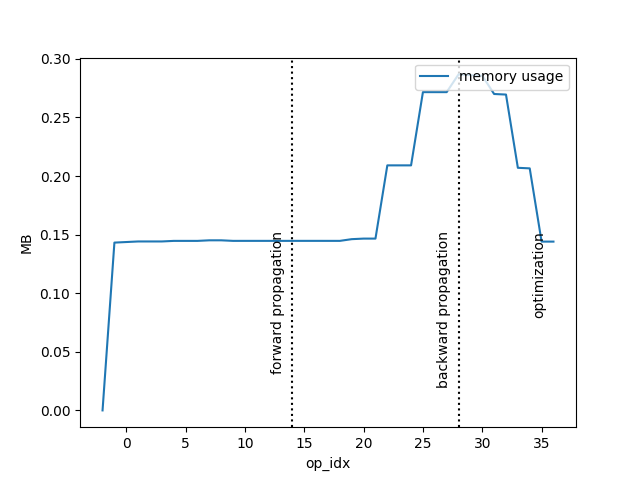 0.30
0.25
0.20
0.15
0.10
0.05
0.00
MB
memory usage
forward propagation
backward propagation
optimization
0 5 10 15 20 25 30 35
op_idx